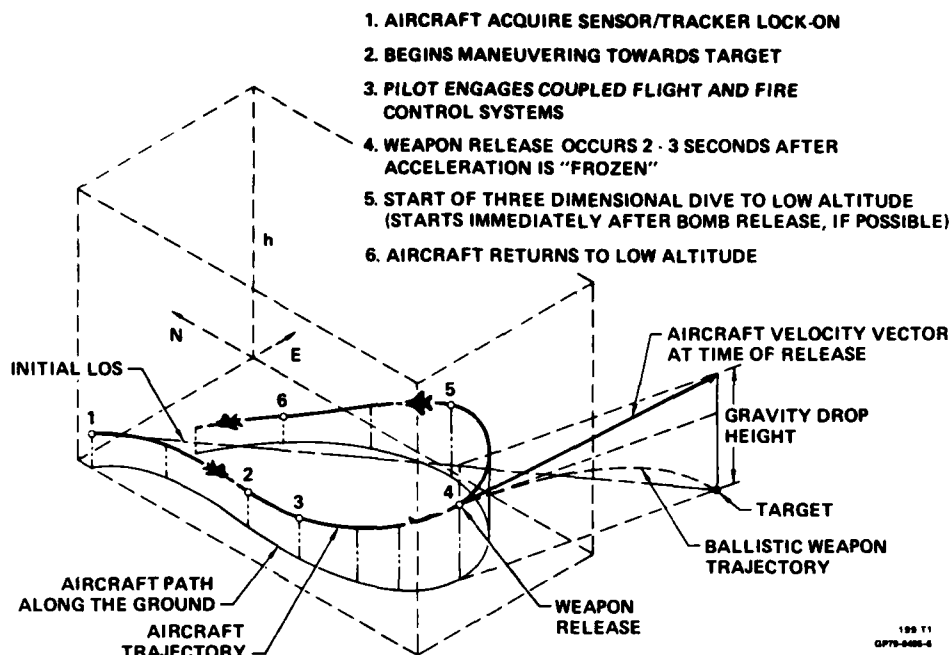 1. AIRCRAFT ACQUIRE SENSOR/TRACKER LOCK-ON
2. BEGINS MANEUVERING TOWARDS TARGET
3. PILOT ENGAGES COUPLED FLIGHT AND FIRE
CONTROL SYSTEMS
4. WEAPON RELEASE OCCURS 2 - 3 SECONDS AFTER
ACCELERATION IS "FROZEN"
5. START OF THREE DIMENSIONAL DIVE TO LOW ALTITUDE
(STARTS IMMEDIATELY AFTER BOMB RELEASE, IF POSSIBLE)
6. AIRCRAFT RETURNS TO LOW ALTITUDE
h
N
E
AIRCRAFT VELOCITY VECTOR
AT TIME OF RELEASE
INITIAL LOS
1
6
5
GRAVITY DROP
HEIGHT
2
3
4
TARGET
BALLISTIC WEAPON
TRAJECTORY
AIRCRAFT PATH
ALONG THE GROUND
WEAPON
RELEASE
AIRCRAFT
TRAJECTORY
199 T1